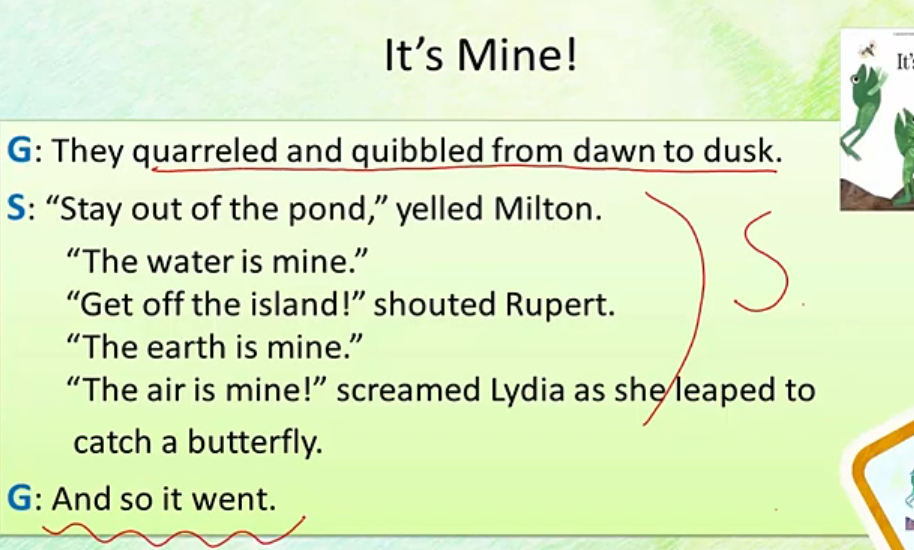 It's Mine!
It's
G: They quarreled and quibbled from dawn to dusk.
S: “Stay out of the pond,” yelled Milton.
“The water is mine.”
“Get off the island!” shouted Rupert.
“The earth is mine.”
“The air is mine!” screamed Lydia as she leaped to
catch a butterfly.
S
G: And so it went.